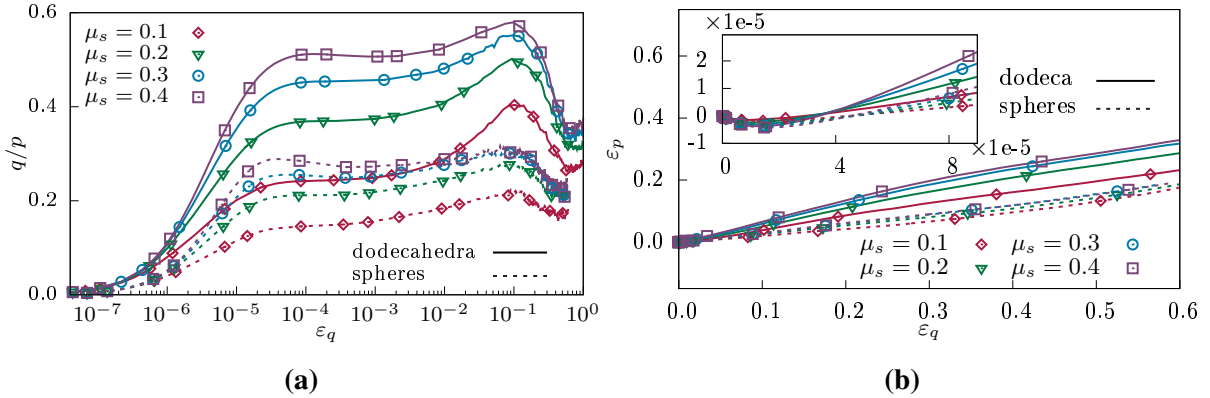 0.6
0.4
0.2
0.0
q/p
μs = 0.1
μs = 0.2
μs = 0.3
μs = 0.4
dodecahedra
spheres
10⁻⁷ 10⁻⁶ 10⁻⁵ 10⁻⁴ 10⁻³ 10⁻² 10⁻¹ 10⁰
εq
(a)
0.6
0.4
0.2
0.0
εp
×1e-5
2
1
0
-1
0 4 8
×1e-5
dodeca
spheres
μs = 0.1 μs = 0.3
μs = 0.2 μs = 0.4
0.0 0.1 0.2 0.3 0.4 0.5 0.6
εq
(b)